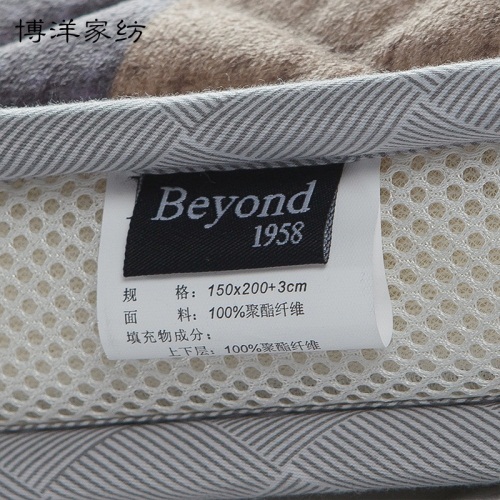 博洋家纺
Beyond
1958
规 格：150x200+3cm
面 料：100%聚酯纤维
填充物成分：
上下层：100%聚酯纤维